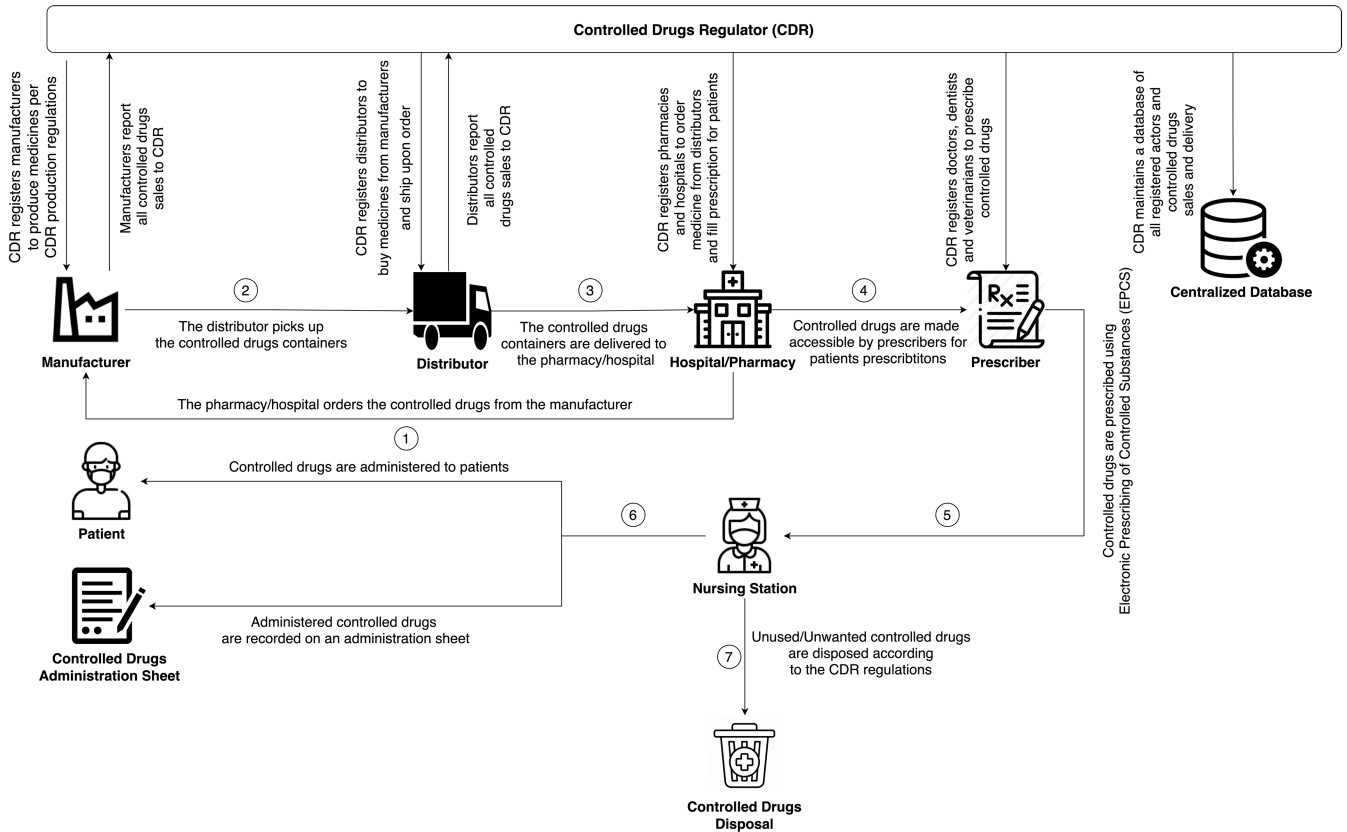 Controlled Drugs Regulator (CDR)
CDR registers manufacturers
to produce medicines per
CDR production regulations
Manufacturers report
all controlled drugs
sales to CDR
CDR registers distributors to
buy medicines from manufacturers
and ship upon order
Distributors report
all controlled
drugs sales to CDR
CDR registers pharmacies
and hospitals to order
medicine from distributors
and fill prescription for patients
CDR registers doctors, dentists
and veterinarians to prescribe
controlled drugs
CDR maintains a database of
all registered actors and
controlled drugs
sales and delivery
Centralized Database
2
The distributor picks up
the controlled drugs containers
3
The controlled drugs
containers are delivered to
the pharmacy/hospital
4
Controlled drugs are made
accessible by prescribers for
patients prescribtitons
Manufacturer
Distributor
Hospital/Pharmacy
Prescriber
The pharmacy/hospital orders the controlled drugs from the manufacturer
1
Controlled drugs are prescribed using
Electronic Prescribing of Controlled Substances (EPCS)
Controlled drugs are administered to patients
Patient
6
5
Nursing Station
Administered controlled drugs
are recorded on an administration sheet
Controlled Drugs
Administration Sheet
7
Unused/Unwanted controlled drugs
are disposed according
to the CDR regulations
Controlled Drugs
Disposal